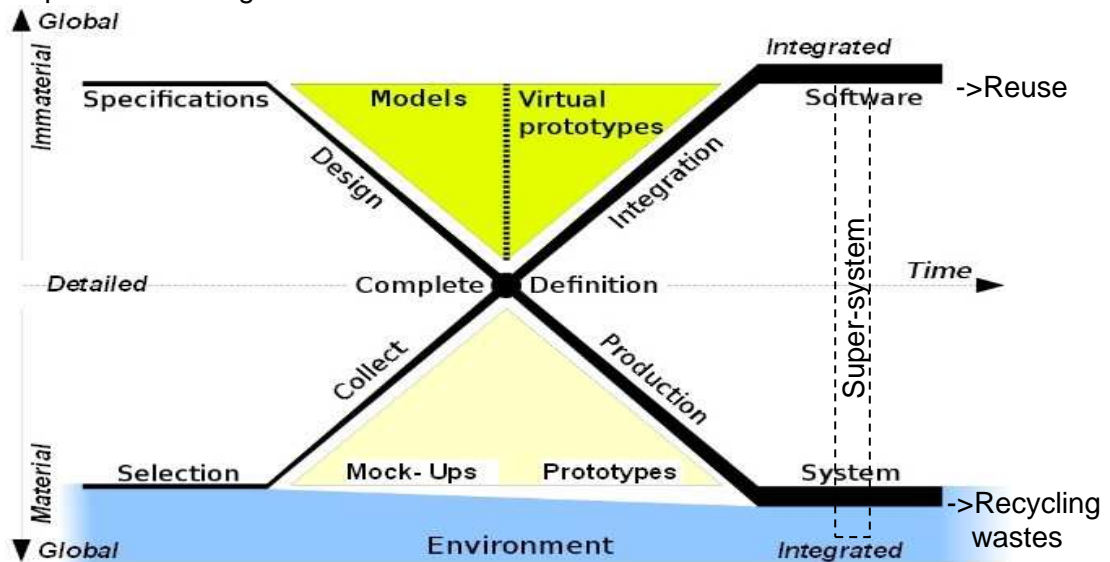 Global
Integrated
Immaterial
Specifications
Models
Virtual
prototypes
Software
->Reuse
Design
Integration
Super-system
Detailed
Complete
Definition
Time
Collect
Production
Material
Selection
Mock- Ups
Prototypes
System
->Recycling
wastes
Global
Environment
Integrated